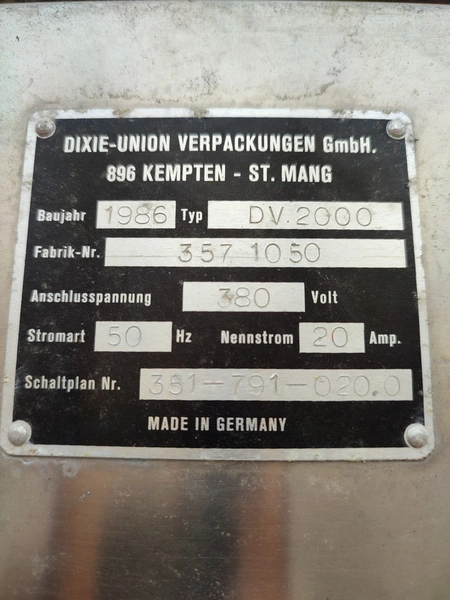 DIXIE-UNION VERPACKUNGEN GmbH.
896 KEMPTEN - ST. MANG
Baujahr 1986 Typ DV.2000
Fabrik-Nr. 357 1050
Anschlusspannung 380 Volt
Stromart 50 Hz Nennstrom 20 Amp.
Schaltplan Nr. 351-791-020.0
MADE IN GERMANY